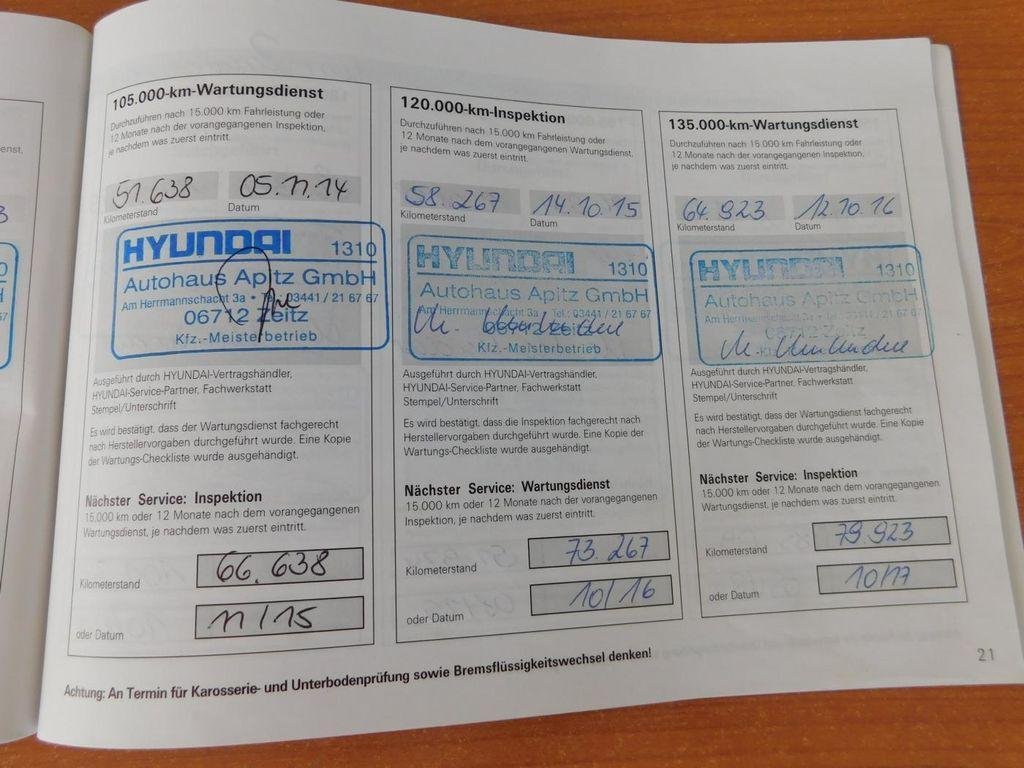 105.000-km-Wartungsdienst
Durchzuführen nach 15.000 km Fahrleistung oder
12 Monate nach der vorangegangenen Inspektion,
je nachdem was zuerst eintritt.
51.638 05.11.14
Kilometerstand Datum
HYUNDAI 1310
Autohaus Apitz GmbH
Am Herrmannschacht 3a • Tel.: 03441 / 21 67 67
06712 Zeitz
Kfz.-Meisterbetrieb
Ausgeführt durch HYUNDAI-Vertragshändler,
HYUNDAI-Service-Partner, Fachwerkstatt
Stempel/Unterschrift
Es wird bestätigt, dass der Wartungsdienst fachgerecht
nach Herstellervorgaben durchgeführt wurde. Eine Kopie
der Wartungs-Checkliste wurde ausgehändigt.
Nächster Service: Inspektion
15.000 km oder 12 Monate nach dem vorangegangenen
Wartungsdienst, je nachdem was zuerst eintritt.
Kilometerstand 66.638
oder Datum 11/15
120.000-km-Inspektion
Durchzuführen nach 15.000 km Fahrleistung oder
12 Monate nach dem vorangegangenen Wartungsdienst,
je nachdem was zuerst eintritt.
58.267 14.10.15
Kilometerstand Datum
HYUNDAI 1310
Autohaus Apitz GmbH
Am Herrmannschacht 3a Tel.: 03441 / 21 67 67
06712 Zeitz
Kfz.-Meisterbetrieb
Ausgeführt durch HYUNDAI-Vertragshändler,
HYUNDAI-Service-Partner, Fachwerkstatt
Stempel/Unterschrift
Es wird bestätigt, dass die Inspektion fachgerecht nach
Herstellervorgaben durchgeführt wurde. Eine Kopie der
Wartungs-Checkliste wurde ausgehändigt.
Nächster Service: Wartungsdienst
15.000 km oder 12 Monate nach der vorangegangenen
Inspektion, je nachdem was zuerst eintritt.
Kilometerstand 73.267
oder Datum 10/16
135.000-km-Wartungsdienst
Durchzuführen nach 15.000 km Fahrleistung oder
12 Monate nach der vorangegangenen Inspektion,
je nachdem was zuerst eintritt.
64.923 12.10.16
Kilometerstand Datum
HYUNDAI 1310
Autohaus Apitz GmbH
Am Herrmannschacht 3a Tel.: 03441 / 21 67 67
06712 Zeitz
Ausgeführt durch HYUNDAI-Vertragshändler,
HYUNDAI-Service-Partner, Fachwerkstatt
Stempel/Unterschrift
Es wird bestätigt, dass der Wartungsdienst fachgerecht
nach Herstellervorgaben durchgeführt wurde. Eine Kopie
der Wartungs-Checkliste wurde ausgehändigt.
Nächster Service: Inspektion
15.000 km oder 12 Monate nach dem vorangegangenen
Wartungsdienst, je nachdem was zuerst eintritt.
Kilometerstand 79.923
oder Datum 10/17
Achtung: An Termin für Karosserie- und Unterbodenprüfung sowie Bremsflüssigkeitswechsel denken!
21